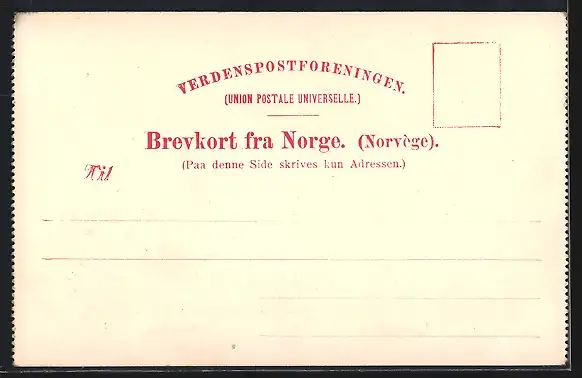 VERDENSPOSTFORENINGEN.
(UNION POSTALE UNIVERSELLE.)
Brevkort fra Norge. (Norvège).
(Paa denne Side skrives kun Adressen.)
Til